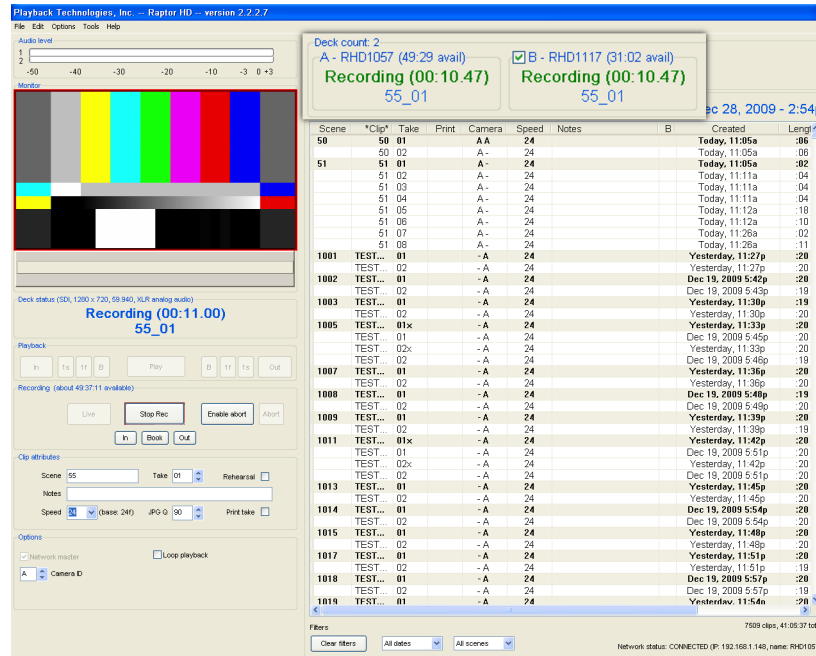 Playback Technologies, Inc. -- Raptor HD -- version 2.2.2.7
File Edit Options Tools Help
Audio level
1
2
-50 -40 -30 -20 -10 -3 0 +3
Monitor
Deck status (SDI, 1280 x 720, 59.940, XLR analog audio)
Recording (00:11.00)
55_01
Playback
In 1s 1f B Play B 1f 1s Out
Recording (about 49:37:11 available)
Live Stop Rec Enable abort Abort
In Book Out
Clip attributes
Scene 55 Take 01 Rehearsal
Notes
Speed 24 (base: 24f) JPG Q 90 Print take
Options
Network master Loop playback
A Camera ID
Deck count: 2
A - RHD1057 (49:29 avail) B - RHD1117 (31:02 avail)
Recording (00:10.47) Recording (00:10.47)
55_01 55_01
ec 28, 2009 - 2:54p
Scene *Clip* Take Print Camera Speed Notes B Created Lengt
50 50 01 A A 24 Today, 11:05a :06
50 02 A - 24 Today, 11:05a :06
51 51 01 A - 24 Today, 11:05a :02
51 02 A - 24 Today, 11:11a :04
51 03 A - 24 Today, 11:11a :04
51 04 A - 24 Today, 11:11a :04
51 05 A - 24 Today, 11:12a :18
51 06 A - 24 Today, 11:12a :10
51 07 A - 24 Today, 11:26a :02
51 08 A - 24 Today, 11:26a :11
1001 TEST... 01 - A 24 Yesterday, 11:27p :20
TEST... 02 - A 24 Yesterday, 11:27p :20
1002 TEST... 01 - A 24 Dec 19, 2009 5:42p :20
TEST... 02 - A 24 Dec 19, 2009 5:43p :19
1003 TEST... 01 - A 24 Yesterday, 11:30p :19
TEST... 02 - A 24 Yesterday, 11:30p :20
1005 TEST... 01x - A 24 Yesterday, 11:33p :20
TEST... 01 - A 24 Dec 19, 2009 5:45p :20
TEST... 02x - A 24 Yesterday, 11:33p :20
TEST... 02 - A 24 Dec 19, 2009 5:46p :19
1007 TEST... 01 - A 24 Yesterday, 11:36p :20
TEST... 02 - A 24 Yesterday, 11:36p :20
1008 TEST... 01 - A 24 Dec 19, 2009 5:48p :19
TEST... 02 - A 24 Dec 19, 2009 5:49p :20
1009 TEST... 01 - A 24 Yesterday, 11:39p :20
TEST... 02 - A 24 Yesterday, 11:39p :19
1011 TEST... 01x - A 24 Yesterday, 11:42p :20
TEST... 01 - A 24 Dec 19, 2009 5:51p :20
TEST... 02x - A 24 Yesterday, 11:42p :20
TEST... 02 - A 24 Dec 19, 2009 5:51p :20
1013 TEST... 01 - A 24 Yesterday, 11:45p :20
TEST... 02 - A 24 Yesterday, 11:45p :20
1014 TEST... 01 - A 24 Dec 19, 2009 5:54p :20
TEST... 02 - A 24 Dec 19, 2009 5:54p :20
1015 TEST... 01 - A 24 Yesterday, 11:48p :20
TEST... 02 - A 24 Yesterday, 11:48p :20
1017 TEST... 01 - A 24 Yesterday, 11:51p :20
TEST... 02 - A 24 Yesterday, 11:51p :19
1018 TEST... 01 - A 24 Dec 19, 2009 5:57p :20
TEST... 02 - A 24 Dec 19, 2009 5:57p :19
1019 TEST... 01 - A 24 Yesterday, 11:54p :20
Filters 7509 clips, 41:05:37 tot
Clear filters All dates All scenes
Network status: CONNECTED (IP: 192.168.1.148, name: RHD105